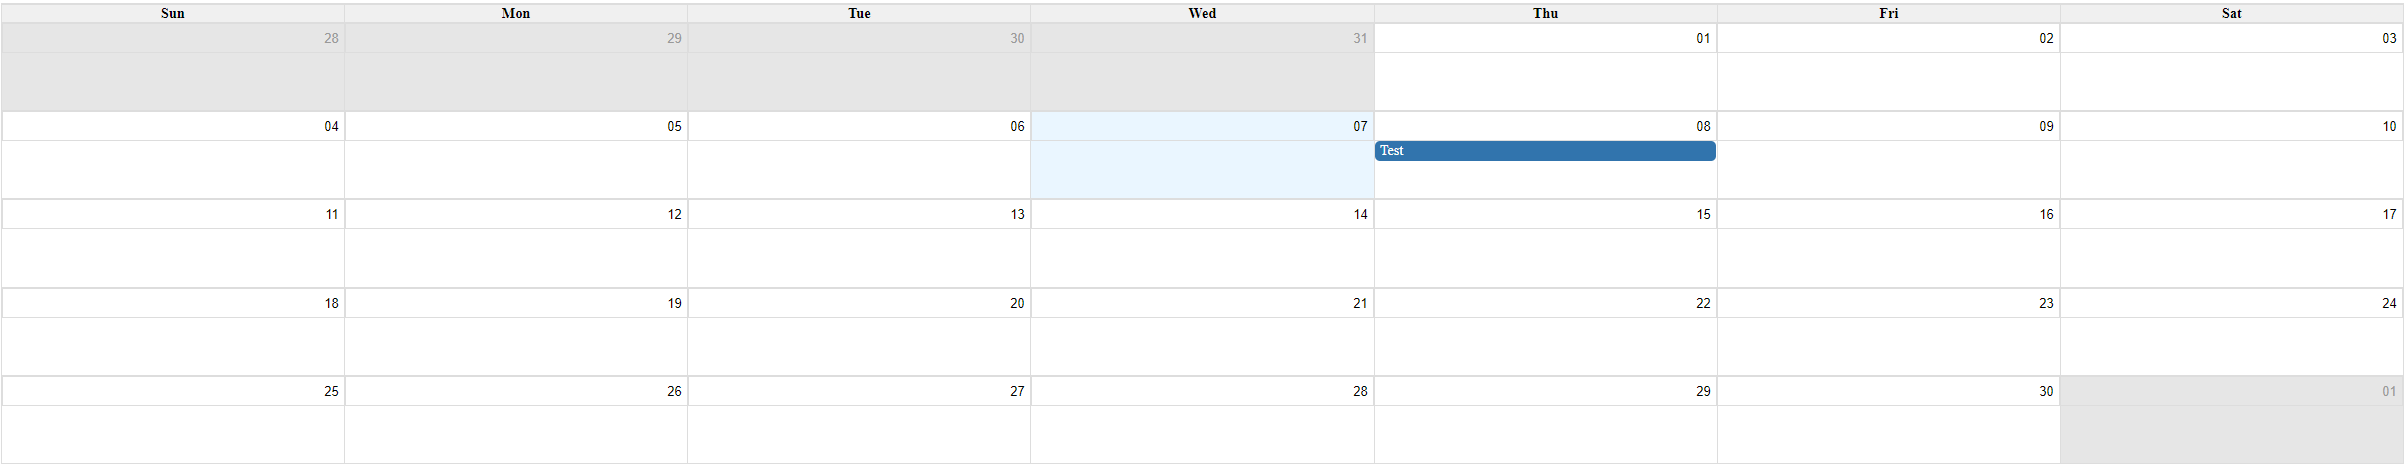 Sun Mon Tue Wed Thu Fri Sat
28 29 30 31 01 02 03
04 05 06 07 08 09 10
Test
11 12 13 14 15 16 17
18 19 20 21 22 23 24
25 26 27 28 29 30 01